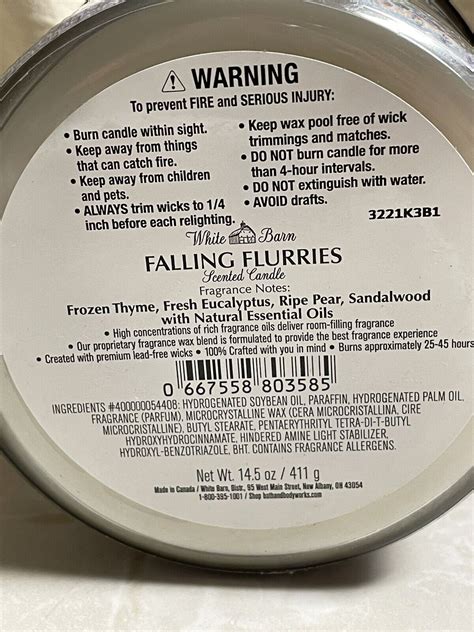 ⚠ WARNING
To prevent FIRE and SERIOUS INJURY:
• Burn candle within sight.
• Keep away from things
that can catch fire.
• Keep away from children
and pets.
• ALWAYS trim wicks to 1/4
inch before each relighting.
• Keep wax pool free of wick
trimmings and matches.
• DO NOT burn candle for more
than 4-hour intervals.
• DO NOT extinguish with water.
• AVOID drafts.
3221K3B1
White Barn
FALLING FLURRIES
Scented Candle
Fragrance Notes:
Frozen Thyme, Fresh Eucalyptus, Ripe Pear, Sandalwood
with Natural Essential Oils
• High concentrations of rich fragrance oils deliver room-filling fragrance
• Our proprietary fragrance wax blend is formulated to provide the best fragrance experience
• Created with premium lead-free wicks • 100% Crafted with you in mind • Burns approximately 25-45 hours
0 667558 803585
INGREDIENTS #400000054408: HYDROGENATED SOYBEAN OIL, PARAFFIN, HYDROGENATED PALM OIL,
FRAGRANCE (PARFUM), MICROCRYSTALLINE WAX (CERA MICROCRISTALLINA, CIRE
MICROCRISTALLINE), BUTYL STEARATE, PENTAERYTHRITYL TETRA-DI-T-BUTYL
HYDROXYHYDROCINNAMATE, HINDERED AMINE LIGHT STABILIZER,
HYDROXYL-BENZOTRIAZOLE, BHT. CONTAINS FRAGRANCE ALLERGENS.
Net Wt. 14.5 oz / 411 g
Made in Canada / White Barn, Distr., 95 West Main Street, New Albany, OH 43054
1-800-395-1001 / Shop bathandbodyworks.com